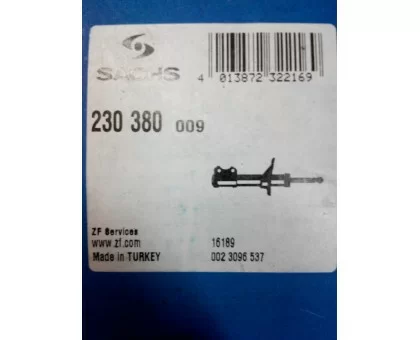 SACHS
4 013872 322169
230 380 009
ZF Services
www.zf.com 16189
Made in TURKEY 002 3096 537